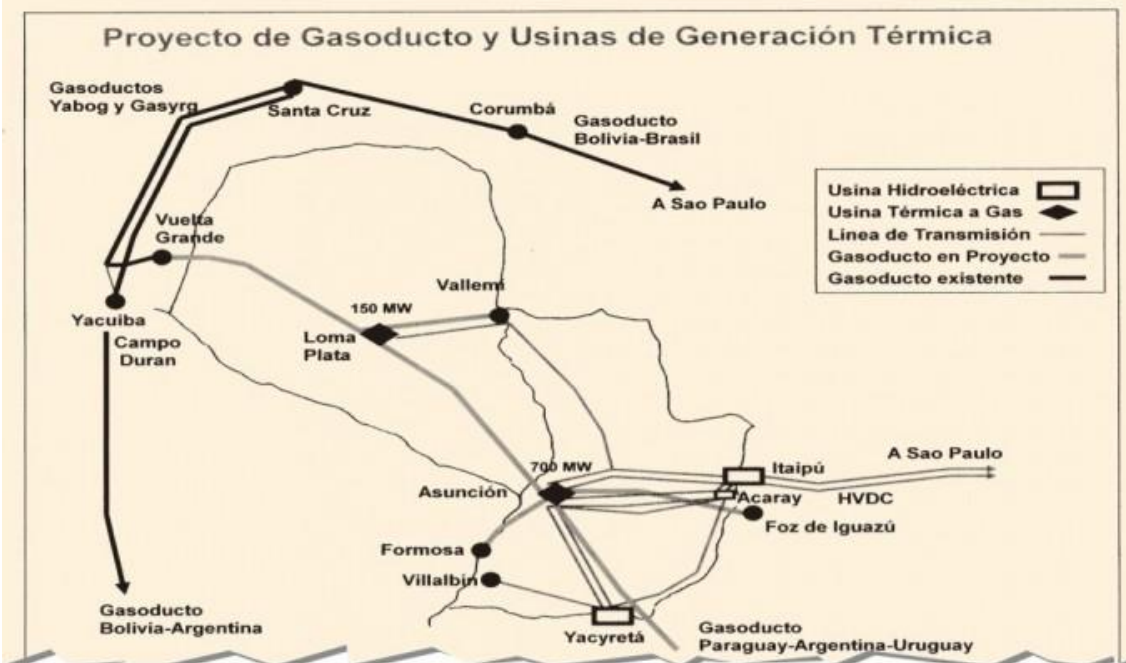 Proyecto de Gasoducto y Usinas de Generación Térmica
Gasoductos
Yabog y Gasyrg
Santa Cruz
Corumbá
Gasoducto
Bolivia-Brasil
A Sao Paulo
Usina Hidroeléctrica
Usina Térmica a Gas
Línea de Transmisión
Gasoducto en Proyecto
Gasoducto existente
Vuelta
Grande
Vallemí
150 MW
Yacuiba
Campo
Duran
Loma
Plata
700 MW
A Sao Paulo
Itaipú
Asunción
Acaray
HVDC
Foz de Iguazú
Formosa
Villalbín
Gasoducto
Bolivia-Argentina
Yacyretá
Gasoducto
Paraguay-Argentina-Uruguay